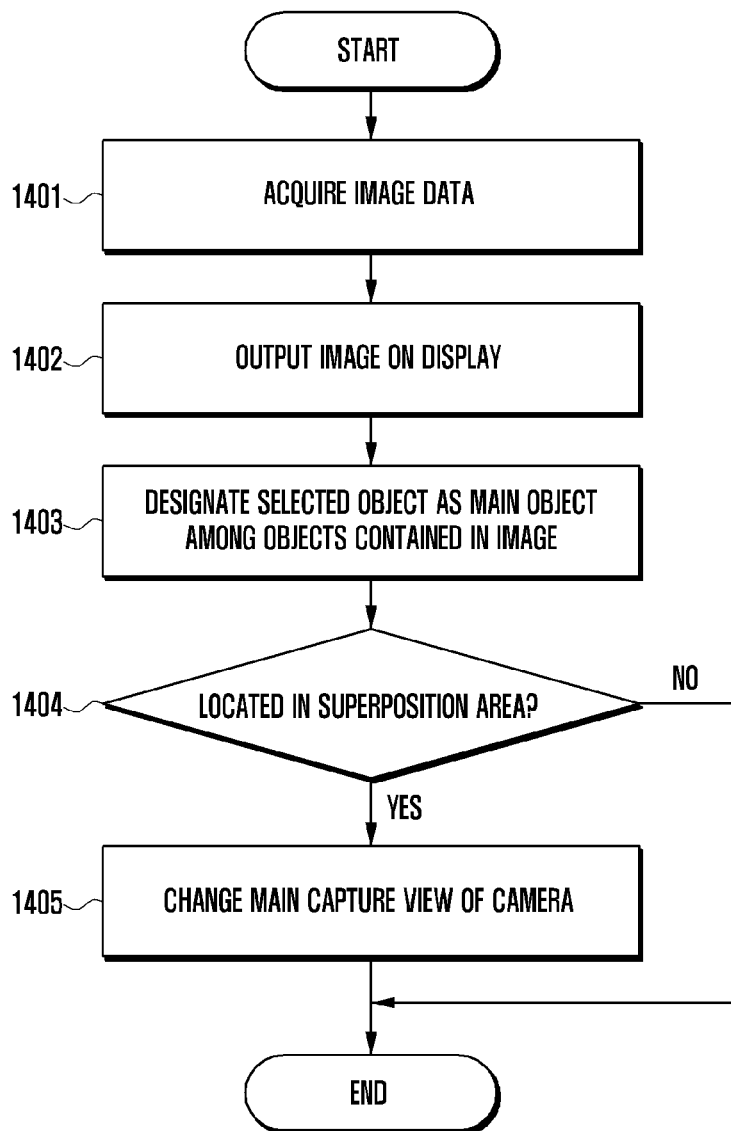 START
1401
ACQUIRE IMAGE DATA
1402
OUTPUT IMAGE ON DISPLAY
1403
DESIGNATE SELECTED OBJECT AS MAIN OBJECT
AMONG OBJECTS CONTAINED IN IMAGE
1404
LOCATED IN SUPERPOSITION AREA?
NO
YES
1405
CHANGE MAIN CAPTURE VIEW OF CAMERA
END